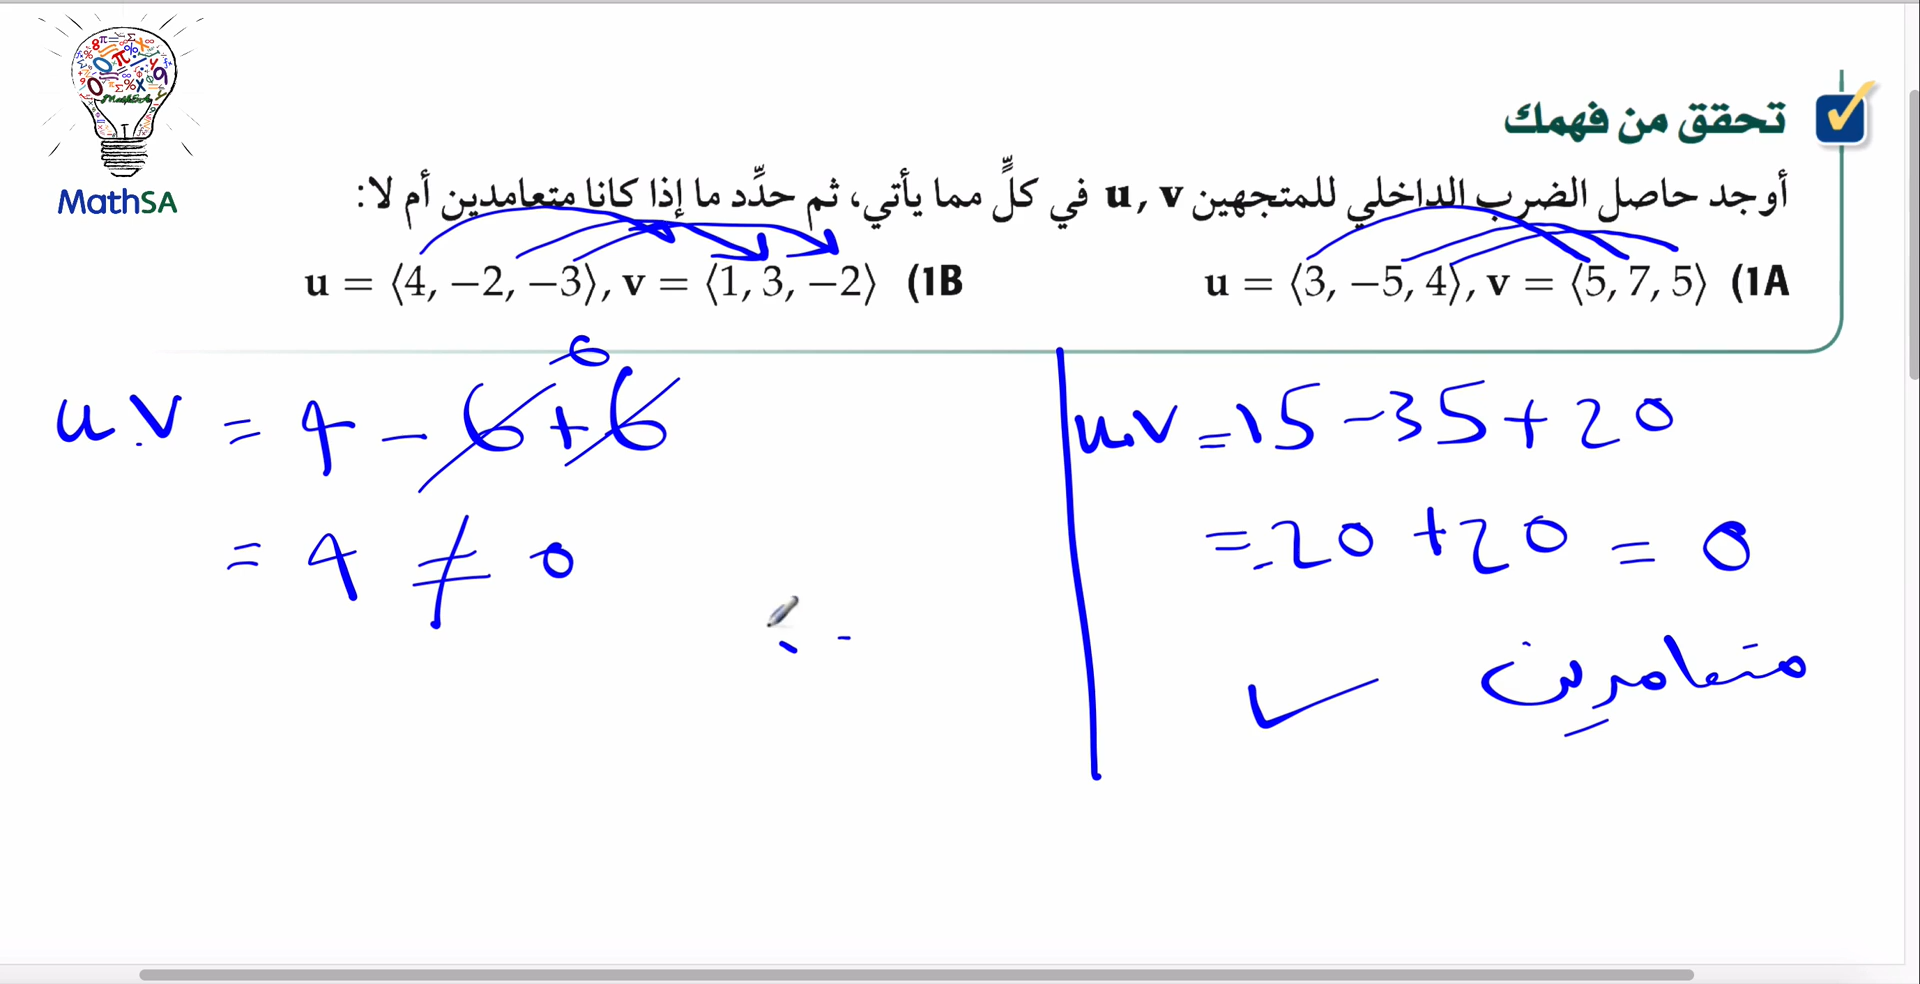 MathSA
تحقق من فهمك
أوجد حاصل الضرب الداخلي للمتجهين u, v في كلٍّ مما يأتي، ثم حدِّد ما إذا كانا متعامدين أم لا:
u = ⟨3, −5, 4⟩, v = ⟨5, 7, 5⟩ (1A
u = ⟨4, −2, −3⟩, v = ⟨1, 3, −2⟩ (1B
u.v = 15 - 35 + 20
= -20 + 20 = 0
متعامدين ✓
0
u.v = 4 - 6 + 6
= 4 ≠ 0